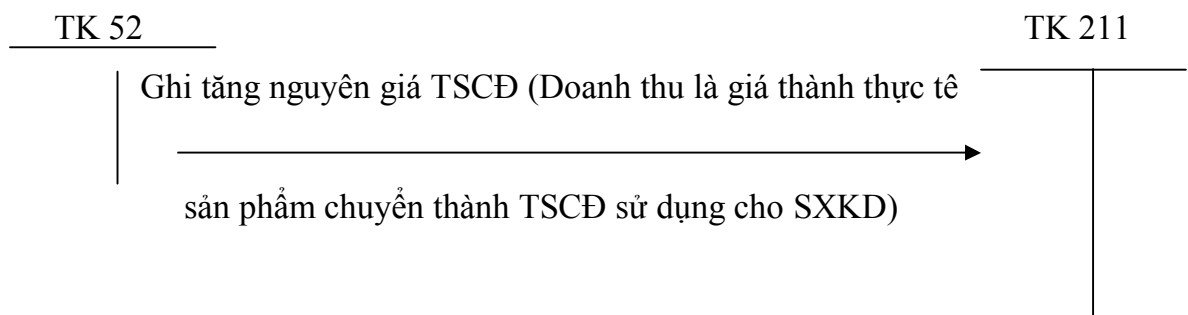 TK 52
TK 211
Ghi tăng nguyên giá TSCĐ (Doanh thu là giá thành thực tê
sản phẩm chuyển thành TSCĐ sử dụng cho SXKD)